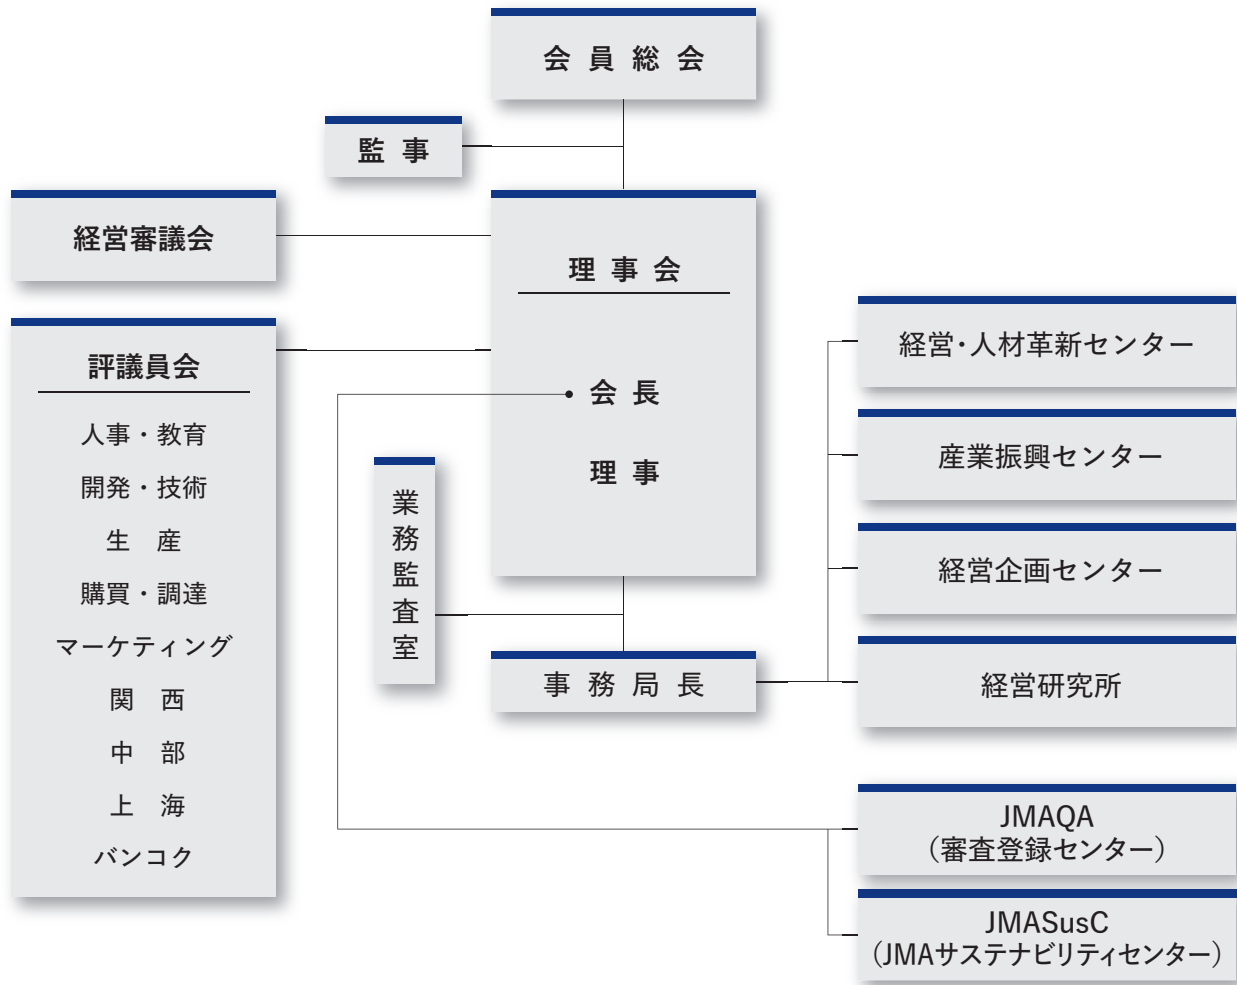 会員総会
監事
経営審議会
理事会
会長
理事
評議員会
人事・教育
開発・技術
生産
購買・調達
マーケティング
関西
中部
上海
バンコク
業務監査室
事務局長
経営・人材革新センター
産業振興センター
経営企画センター
経営研究所
JMAQA
（審査登録センター）
JMASusC
（JMAサステナビリティセンター）